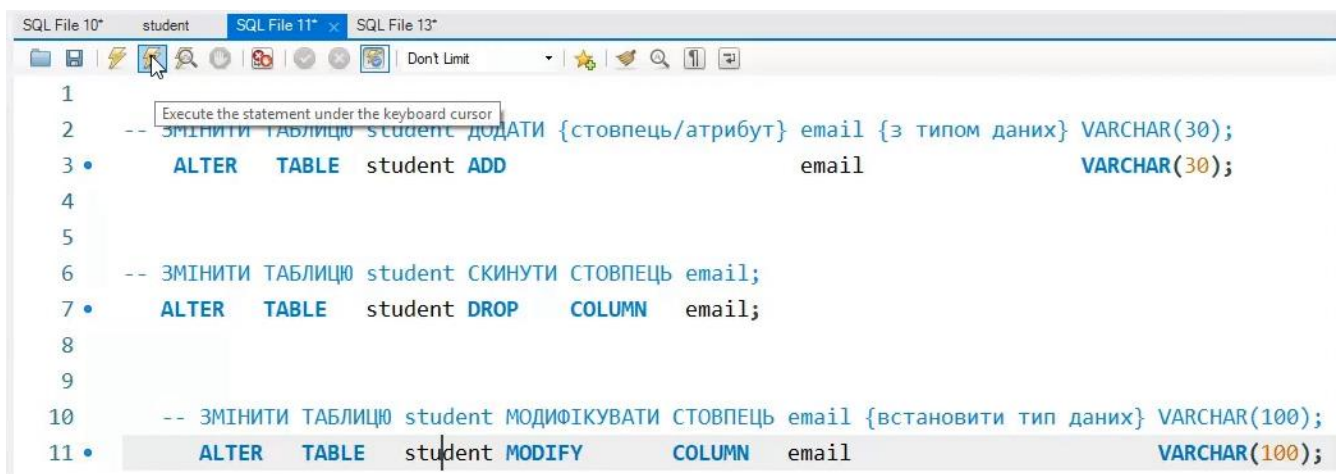 SQL File 10* student SQL File 11* × SQL File 13*
Don't Limit
1
Execute the statement under the keyboard cursor
2 -- ЗМІНИТИ ТАБЛИЦЮ student ДОДАТИ {стовпець/атрибут} email {з типом даних} VARCHAR(30);
3 ALTER TABLE student ADD email VARCHAR(30);
4
5
6 -- ЗМІНИТИ ТАБЛИЦЮ student СКИНУТИ СТОВПЕЦЬ email;
7 ALTER TABLE student DROP COLUMN email;
8
9
10 -- ЗМІНИТИ ТАБЛИЦЮ student МОДИФІКУВАТИ СТОВПЕЦЬ email {встановити тип даних} VARCHAR(100);
11 ALTER TABLE student MODIFY COLUMN email VARCHAR(100);